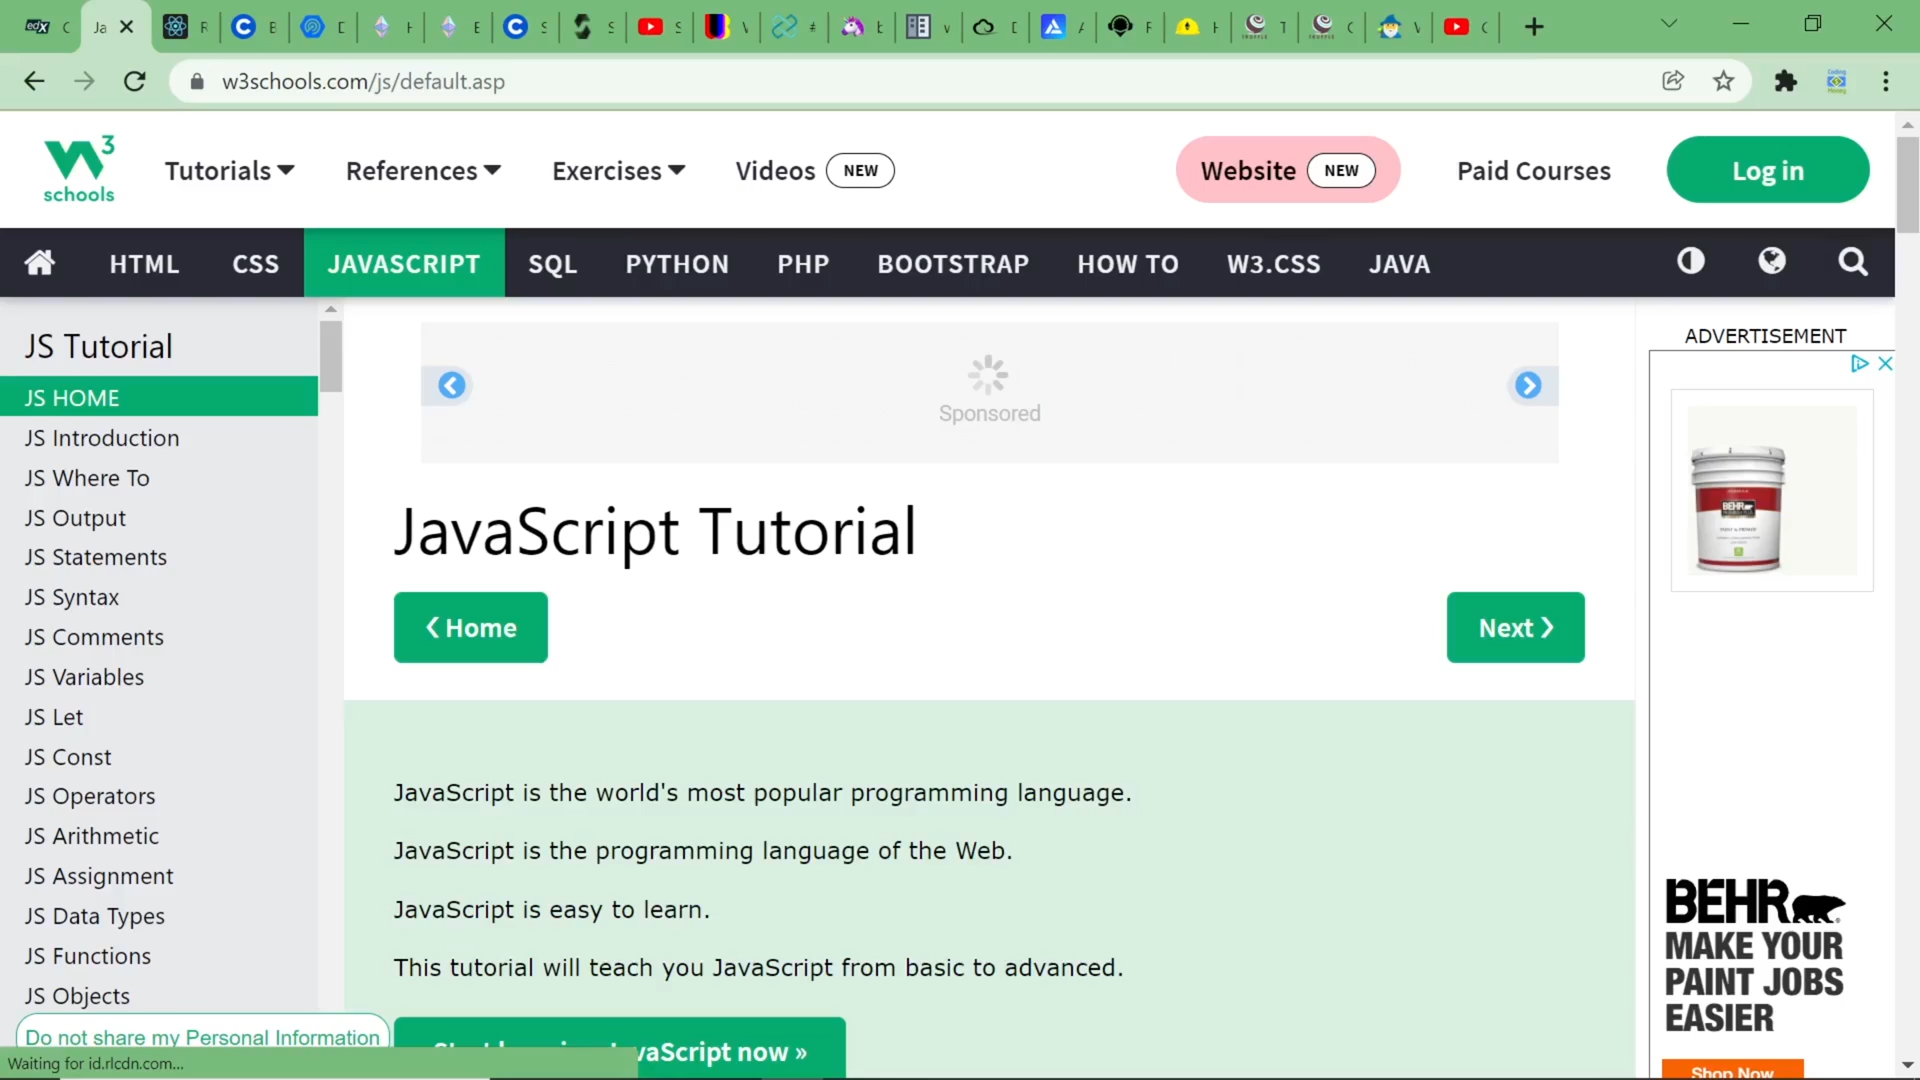 edX
Ja
w3schools.com/js/default.asp
3
schools
Tutorials
References
Exercises
Videos
NEW
Website
NEW
Paid Courses
Log in
HTML
CSS
JAVASCRIPT
SQL
PYTHON
PHP
BOOTSTRAP
HOW TO
W3.CSS
JAVA
JS Tutorial
JS HOME
JS Introduction
JS Where To
JS Output
JS Statements
JS Syntax
JS Comments
JS Variables
JS Let
JS Const
JS Operators
JS Arithmetic
JS Assignment
JS Data Types
JS Functions
JS Objects
Do not share my Personal Information
Waiting for id.rlcdn.com...
Sponsored
JavaScript Tutorial
❮ Home
Next ❯
JavaScript is the world's most popular programming language.
JavaScript is the programming language of the Web.
JavaScript is easy to learn.
This tutorial will teach you JavaScript from basic to advanced.
JavaScript now »
ADVERTISEMENT
BEHR
BEHR
MAKE YOUR
PAINT JOBS
EASIER
Shop Now